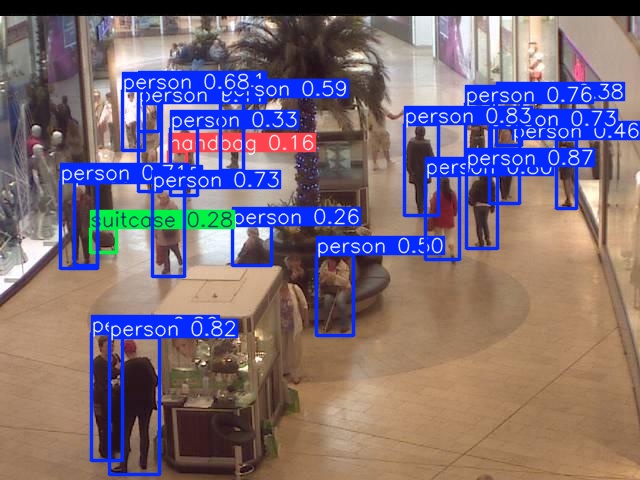 person 0.68
person 0.59
person 0.33
handbag 0.16
person 0.73
suitcase 0.28
person 0.26
person 0.50
person 0.82
person 0.76
.38
person 0.83
0.73
person 0.46
person 0.87